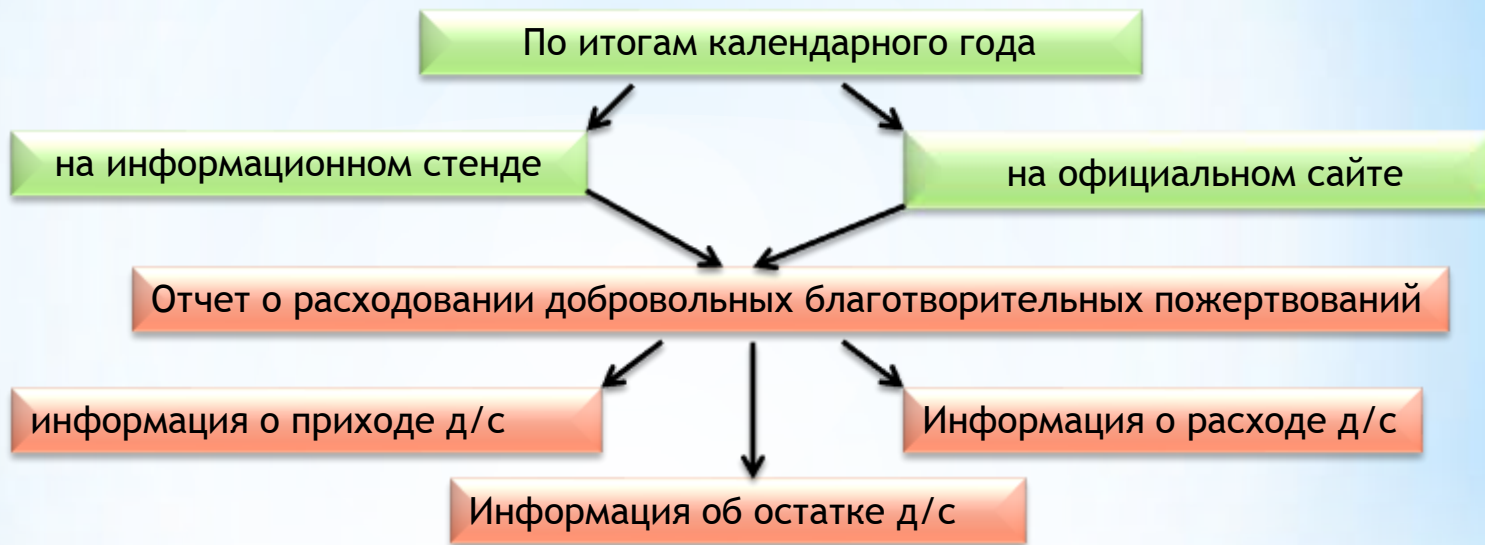 По итогам календарного года
на информационном стенде
на официальном сайте
Отчет о расходовании добровольных благотворительных пожертвований
информация о приходе д/с
Информация о расходе д/с
Информация об остатке д/с